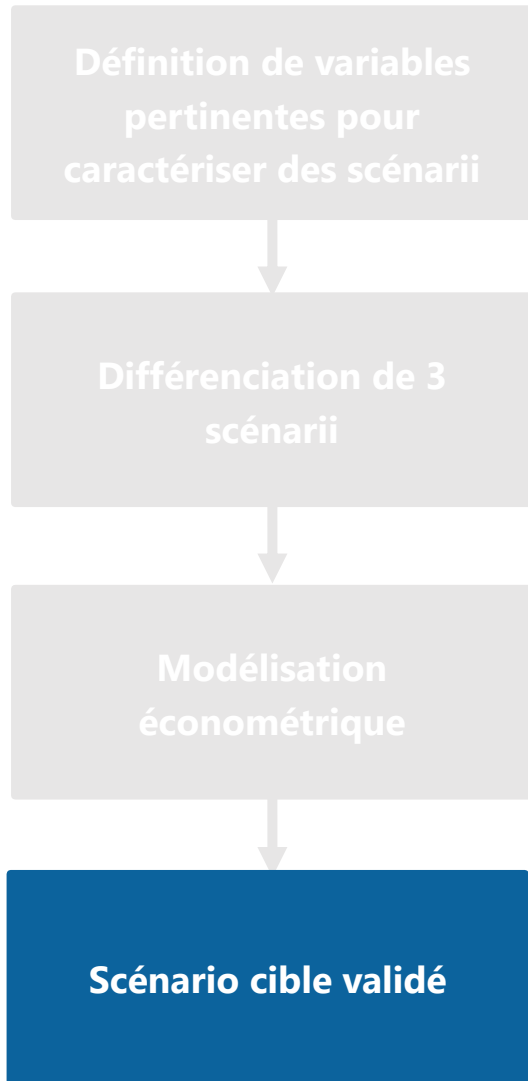 Définition de variables
pertinentes pour
caractériser des scénarii
Différenciation de 3
scénarii
Modélisation
économétrique
Scénario cible validé